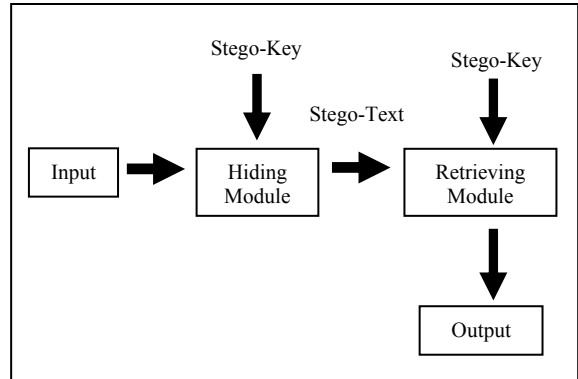 Stego-Key
Stego-Key
Stego-Text
Input
Hiding
Module
Retrieving
Module
Output